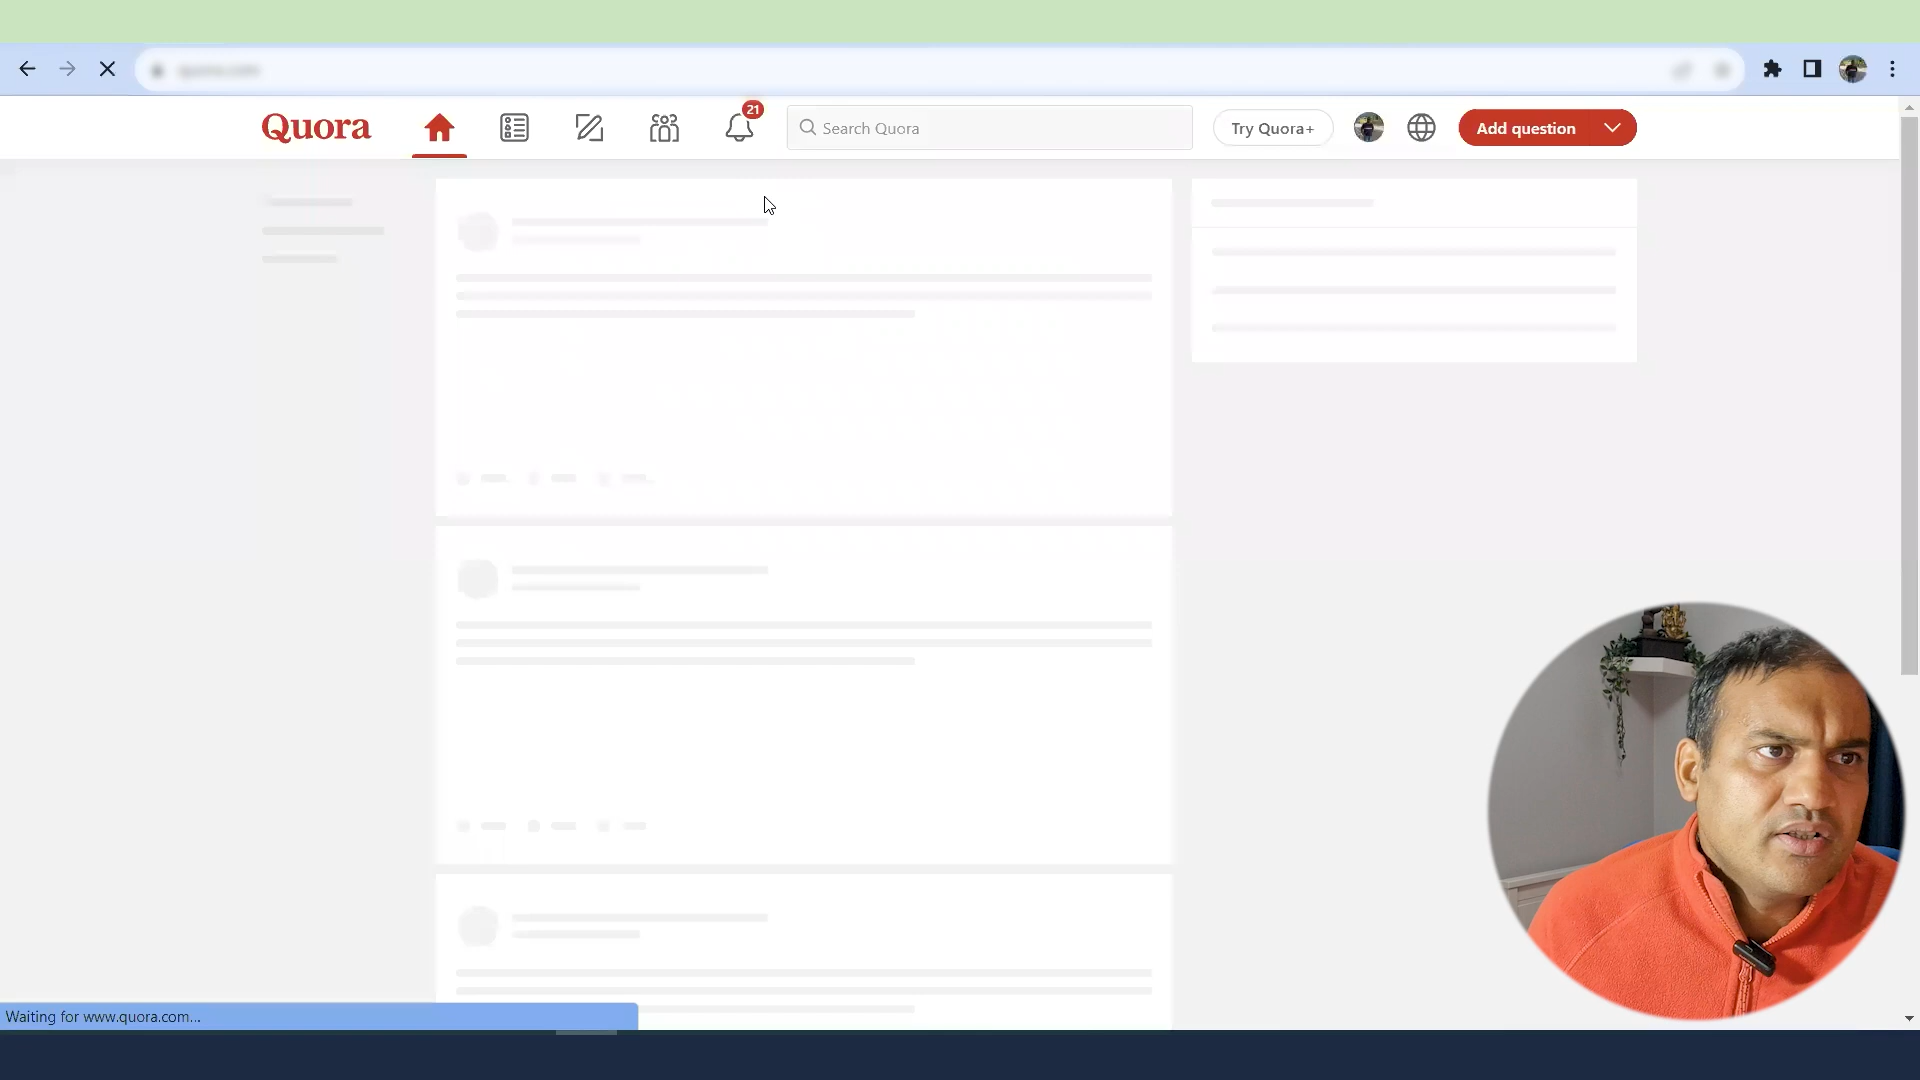 Quora
21
Search Quora
Try Quora+
Add question
Waiting for www.quora.com...